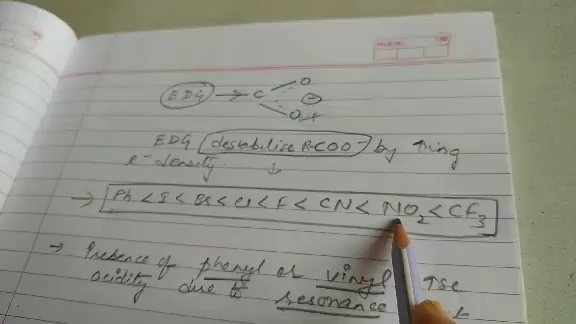 EDG → C O
O
EDG destabilise RCOO⁻ by ↑ing
e⁻ density
→ Ph < I < Br < Cl < F < CN < NO₂ < CF₃
→ Presence of phenyl or vinyl ↑se
acidity due to resonance